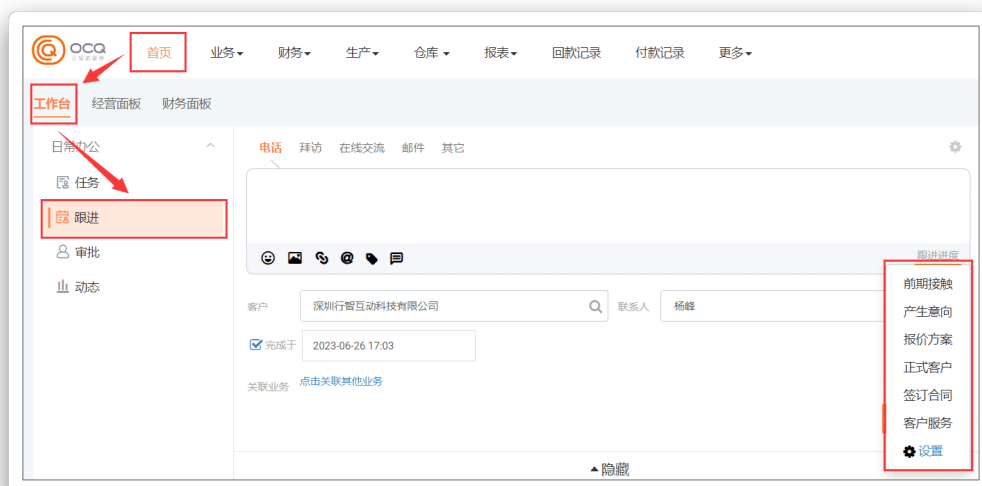 OCQ 首页 业务 财务 生产 仓库 报表 回款记录 付款记录 更多
工作台 经营面板 财务面板
日常办公
任务
跟进
审批
动态
电话 拜访 在线交流 邮件 其它
跟进进度
前期接触
产生意向
报价方案
正式客户
签订合同
客户服务
设置
客户 深圳行智互动科技有限公司 联系人 杨峰
完成于 2023-06-26 17:03
关联业务 点击关联其他业务
隐藏